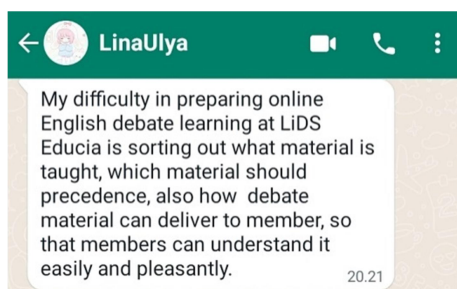 LinaUlya
My difficulty in preparing online
English debate learning at LiDS
Educia is sorting out what material is
taught, which material should
precedence, also how debate
material can deliver to member, so
that members can understand it
easily and pleasantly.
20.21